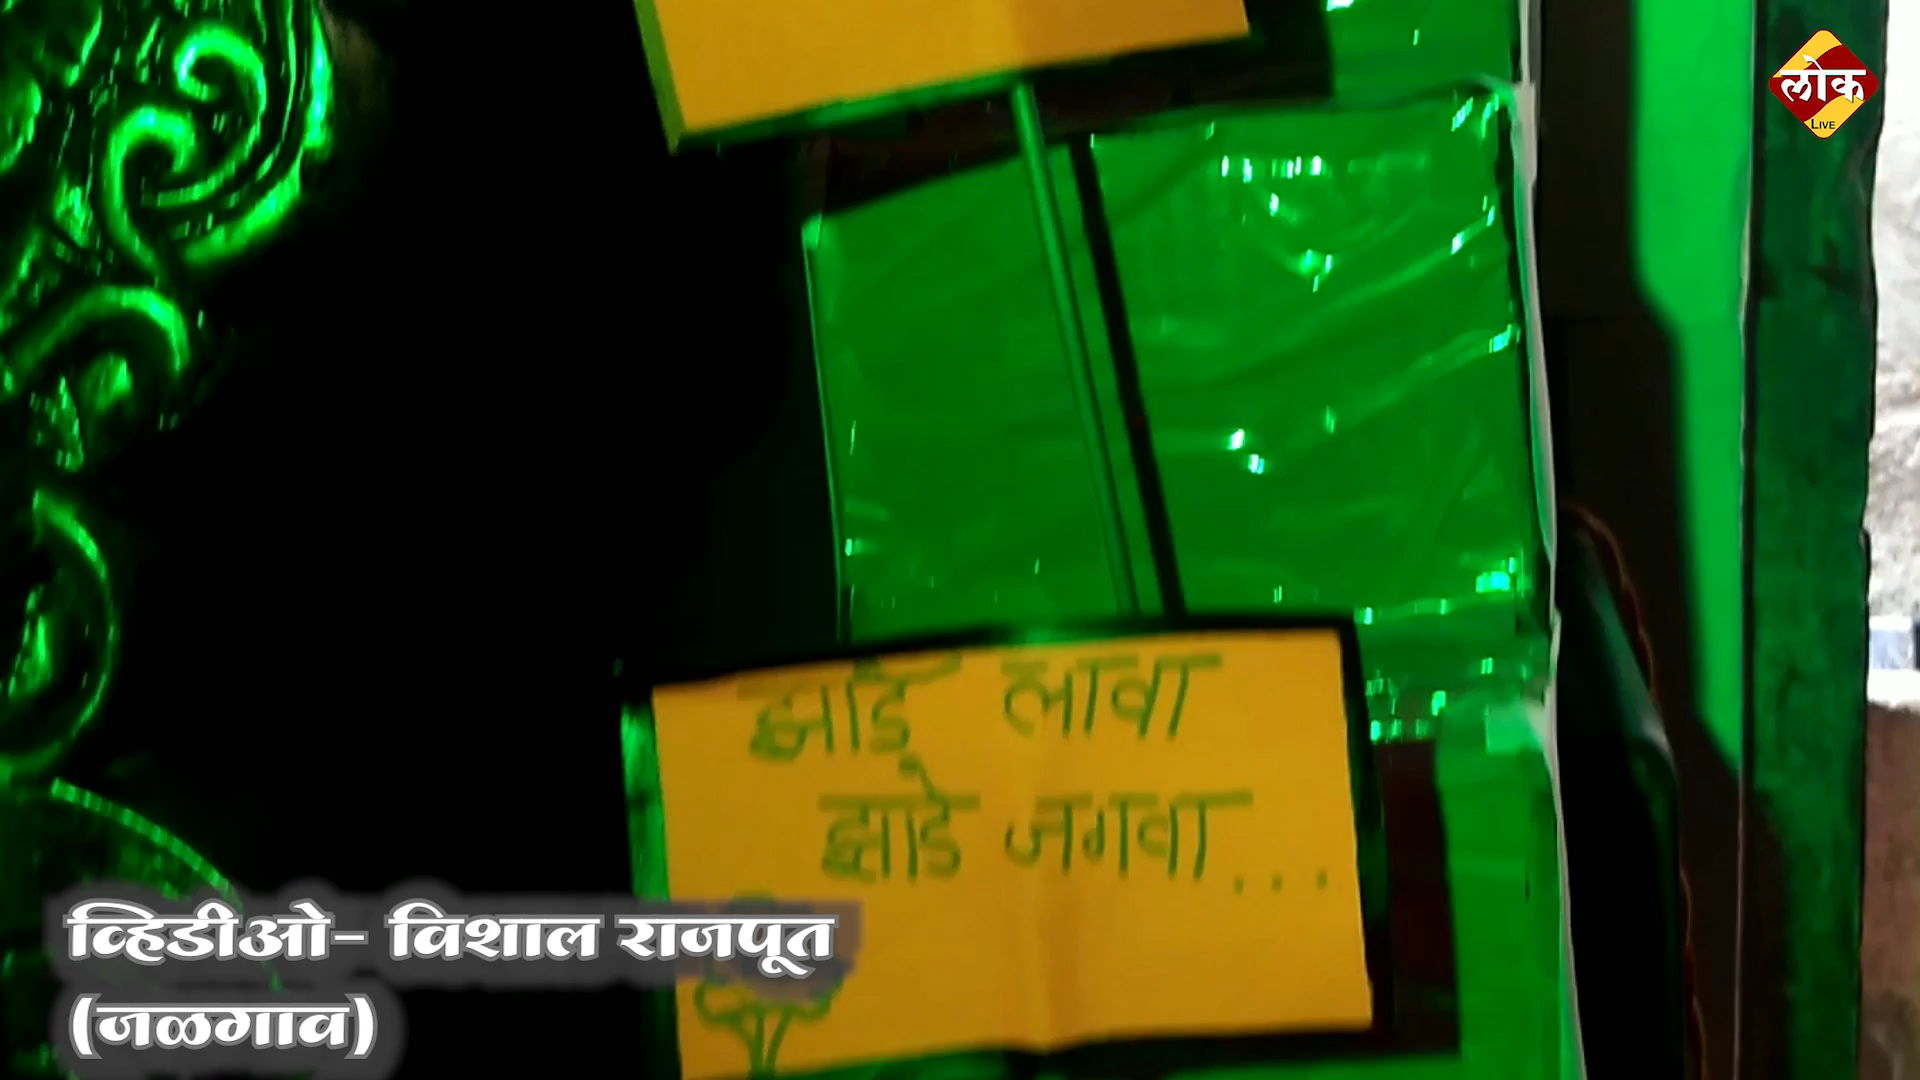 लोक
LIVE
झाडे लावा
झाडे जगवा...
व्हिडीओ- विशाल राजपूत
(जळगाव)